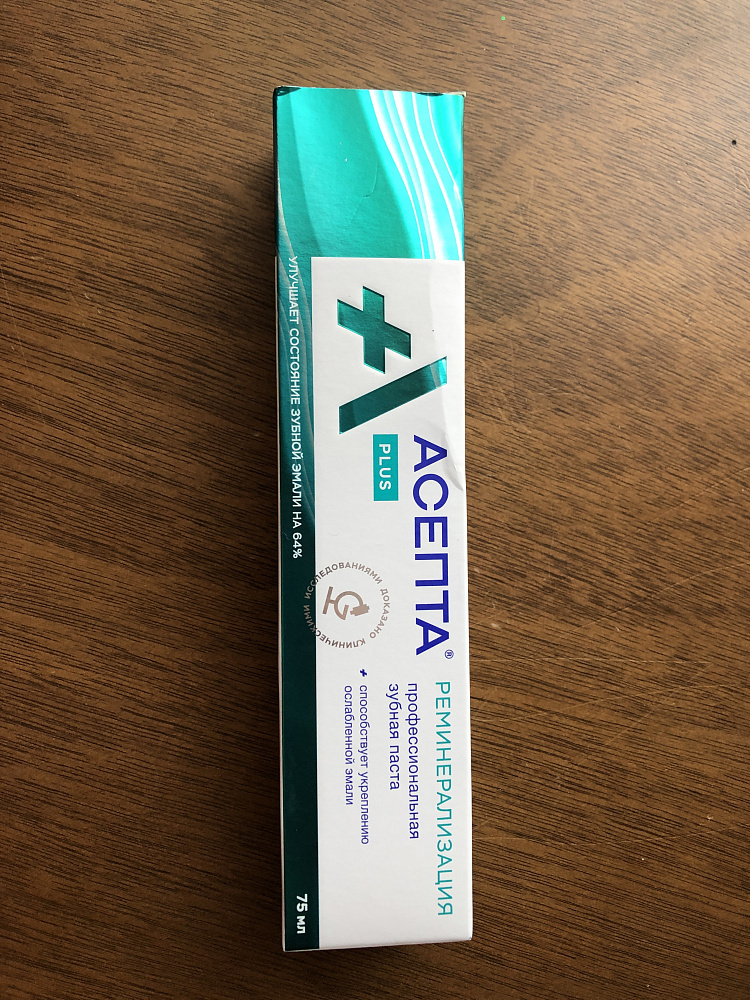 АСЕПТА®
PLUS
РЕМИНЕРАЛИЗАЦИЯ
профессиональная
зубная паста
+ способствует укреплению
ослабленной эмали
КЛИНИЧЕСКИМИ ИССЛЕДОВАНИЯМИ ДОКАЗАНО
УЛУЧШАЕТ СОСТОЯНИЕ ЗУБНОЙ ЭМАЛИ НА 64%
75 МЛ